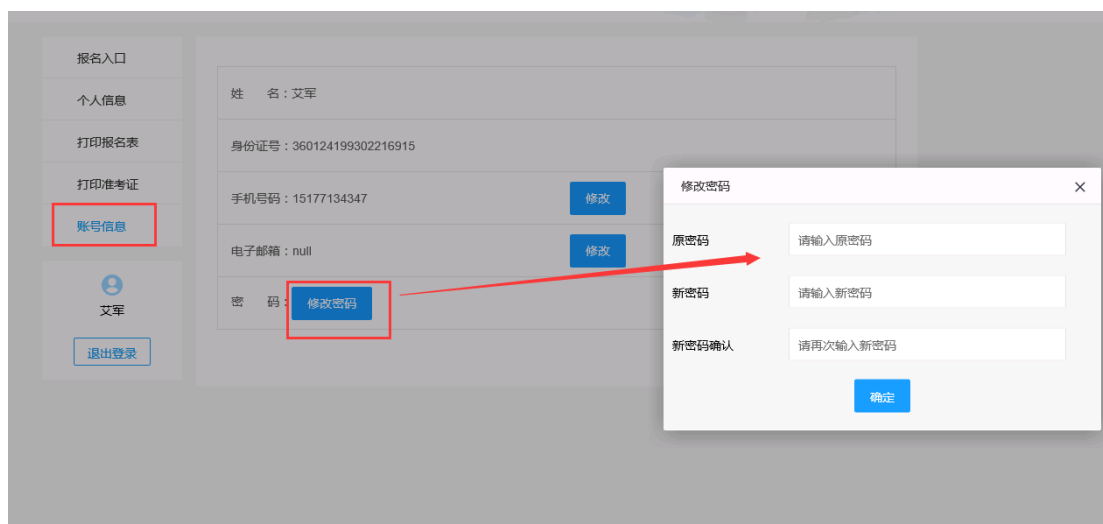 报名入口
个人信息
打印报名表
打印准考证
账号信息
艾军
退出登录
姓 名：艾军
身份证号：360124199302216915
手机号码：15177134347 修改
电子邮箱：null 修改
密 码： 修改密码
修改密码 ×
原密码 请输入原密码
新密码 请输入新密码
新密码确认 请再次输入新密码
确定